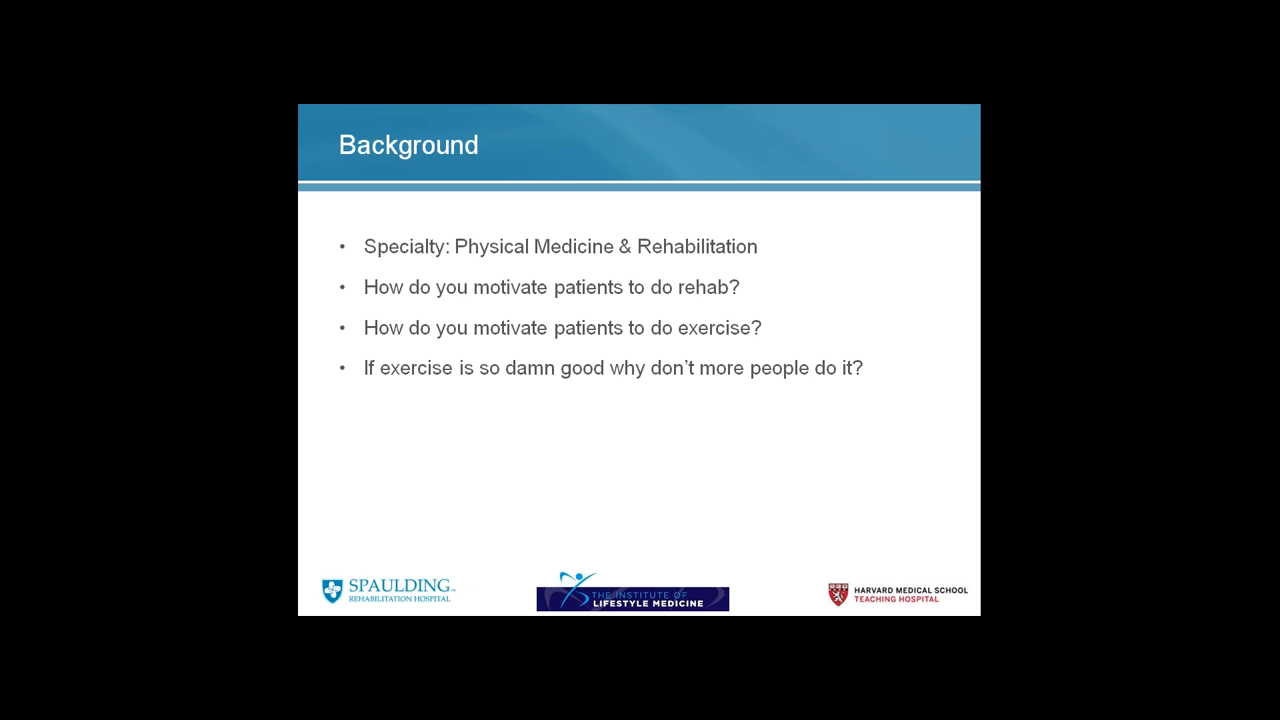 Background
• Specialty: Physical Medicine & Rehabilitation
• How do you motivate patients to do rehab?
• How do you motivate patients to do exercise?
• If exercise is so damn good why don't more people do it?
SPAULDING™
REHABILITATION HOSPITAL
THE INSTITUTE OF
LIFESTYLE MEDICINE
HARVARD MEDICAL SCHOOL
TEACHING HOSPITAL